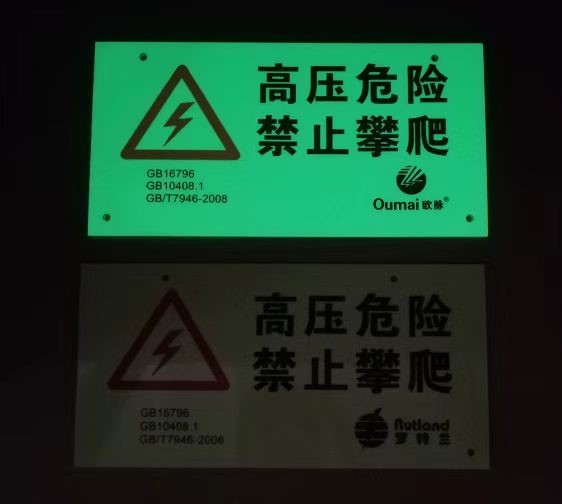 高压危险
禁止攀爬
GB16796
GB10408.1
GB/T7946-2008
Oumai 欧脉®
高压危险
禁止攀爬
GB16796
GB10408.1
GB/T7946-2008
Rutland
罗特兰